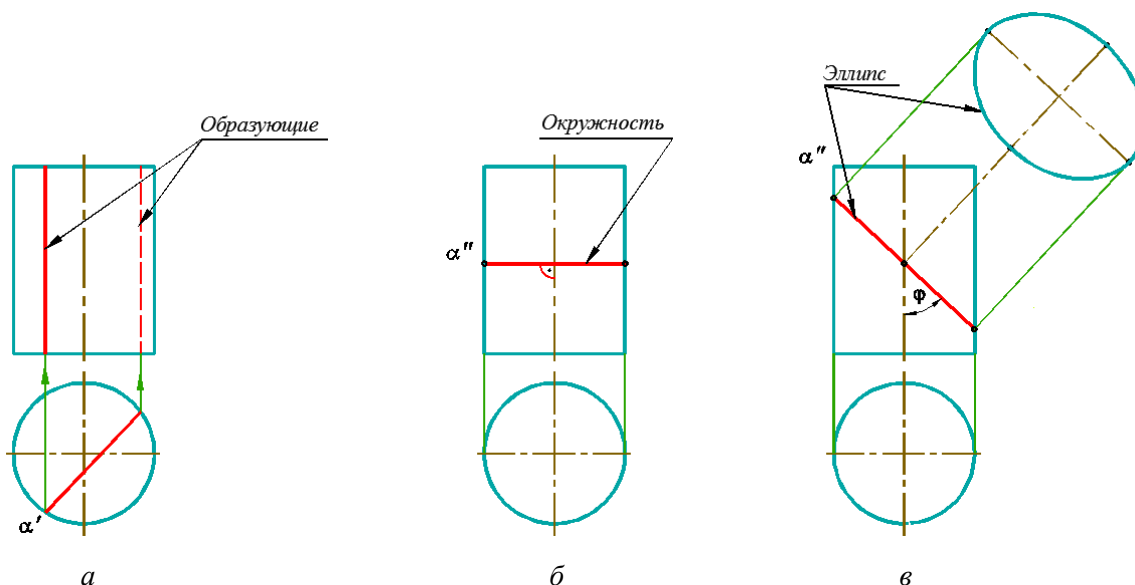 Образующие
α′
а
Окружность
α″
б
Эллипс
α″
φ
в